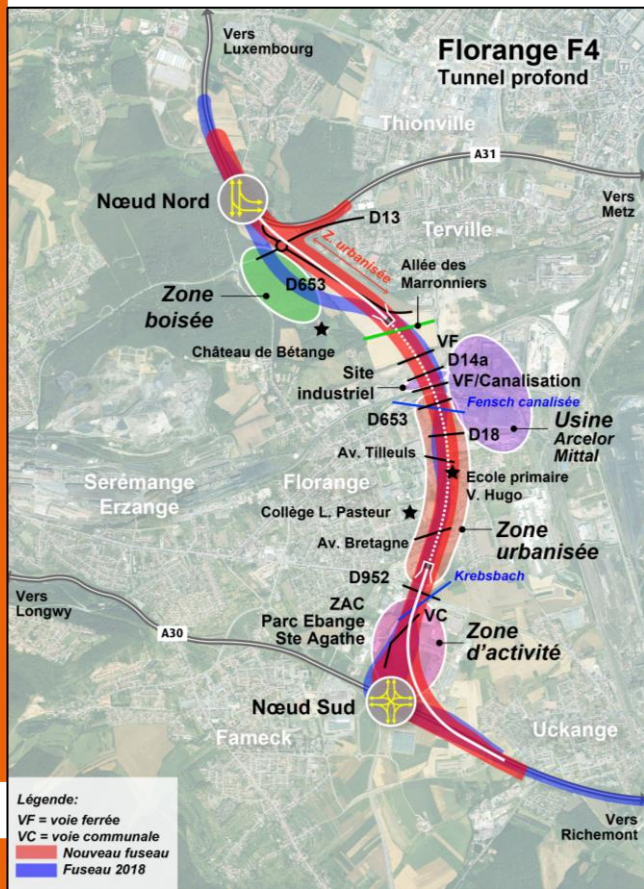 Florange F4
Tunnel profond
Vers
Luxembourg
Thionville
A31
Nœud Nord
Vers
Metz
D13
Terville
Z. urbanisée
Allée des
Marronniers
D653
Zone
boisée
Château de Bétange
VF
D14a
Site
industriel
VF/Canalisation
Fensch canalisée
D653
Usine
Arcelor
Mittal
D18
Av. Tilleuls
Serémange
Erzange
Florange
Ecole primaire
V. Hugo
Collège L. Pasteur
Zone
urbanisée
Av. Bretagne
D952
Krebsbach
Vers
Longwy
ZAC
Parc Ebange
Ste Agathe
VC
A30
Zone
d'activité
Nœud Sud
Fameck
Uckange
Vers
Richemont
Légende:
VF = voie ferrée
VC = voie communale
Nouveau fuseau
Fuseau 2018